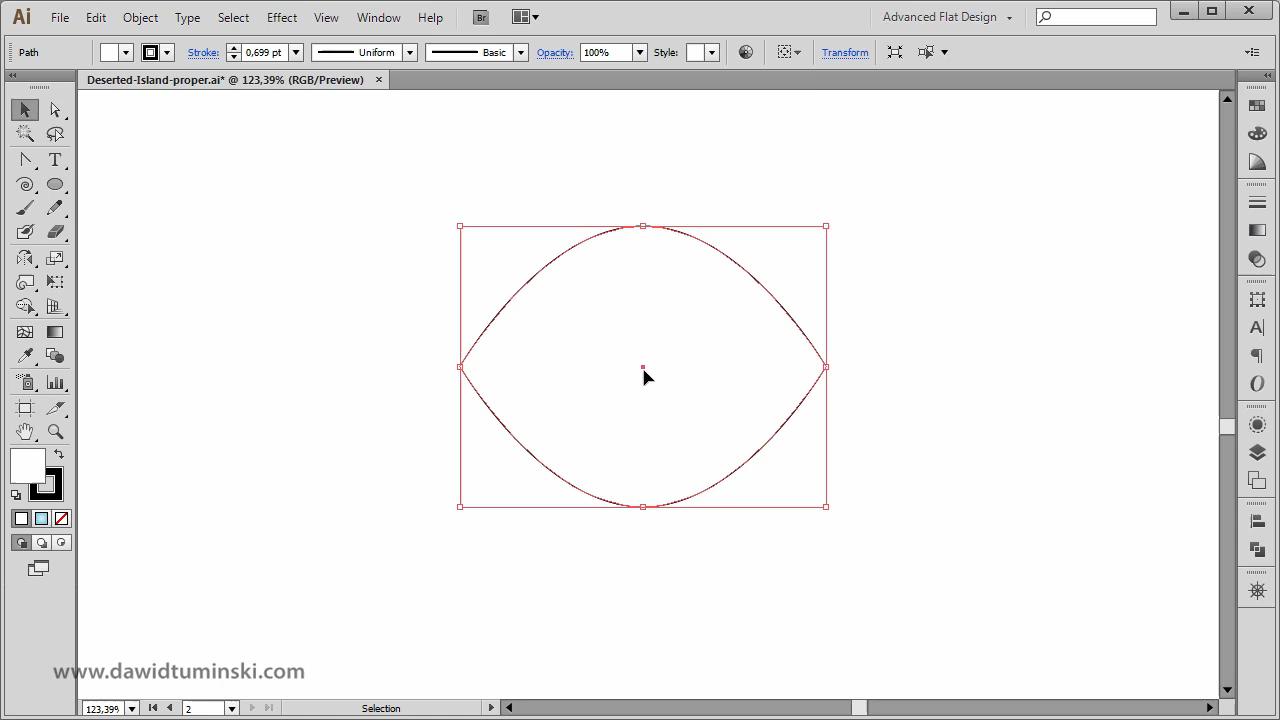 Ai File Edit Object Type Select Effect View Window Help Br Advanced Flat Design
Path Stroke: 0,699 pt Uniform Basic Opacity: 100% Style: Transform
Deserted-Island-proper.ai* @ 123,39% (RGB/Preview) ×
www.dawidtuminski.com
123,39% 2 Selection